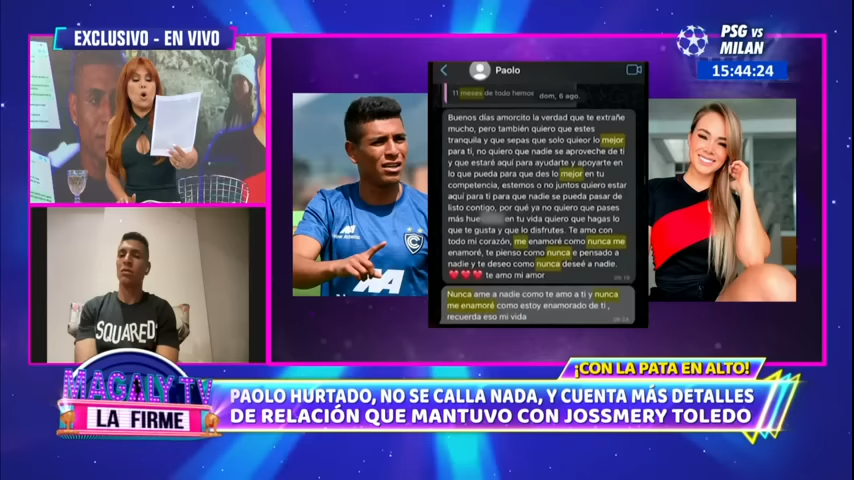 EXCLUSIVO - EN VIVO
PSG VS
MILAN
15:44:24
Paolo
11 meses de todo hemos
dom, 6 ago.
Buenos días amorcito la verdad que te extrañe
mucho, pero también quiero que estes
tranquila y que sepas que solo quieor lo mejor
para ti, no quiero que nadie se aproveche de ti
y que estaré aquí para ayudarte y apoyarte en
lo que pueda para que des lo mejor en tu
competencia, estemos o no juntos quiero estar
aquí para ti para que nadie se pueda pasar de
listo contigo, por qué ya no quiero que pases
más hue en tu vida quiero que hagas lo
que te gusta y que lo disfrutes. Te amo con
todo mi corazón, me enamoré como nunca me
enamoré, te pienso como nunca e pensado a
nadie y te deseo como nunca deseé a nadie.
te amo mi amor
09:19
Nunca ame a nadie como te amo a ti y nunca
me enamoré como estoy enamorado de ti ,
recuerda eso mi vida
09:24
SQUARED
MAGALY TV
LA FIRME
¡CON LA PATA EN ALTO!
PAOLO HURTADO, NO SE CALLA NADA, Y CUENTA MÁS DETALLES
DE RELACIÓN QUE MANTUVO CON JOSSMERY TOLEDO